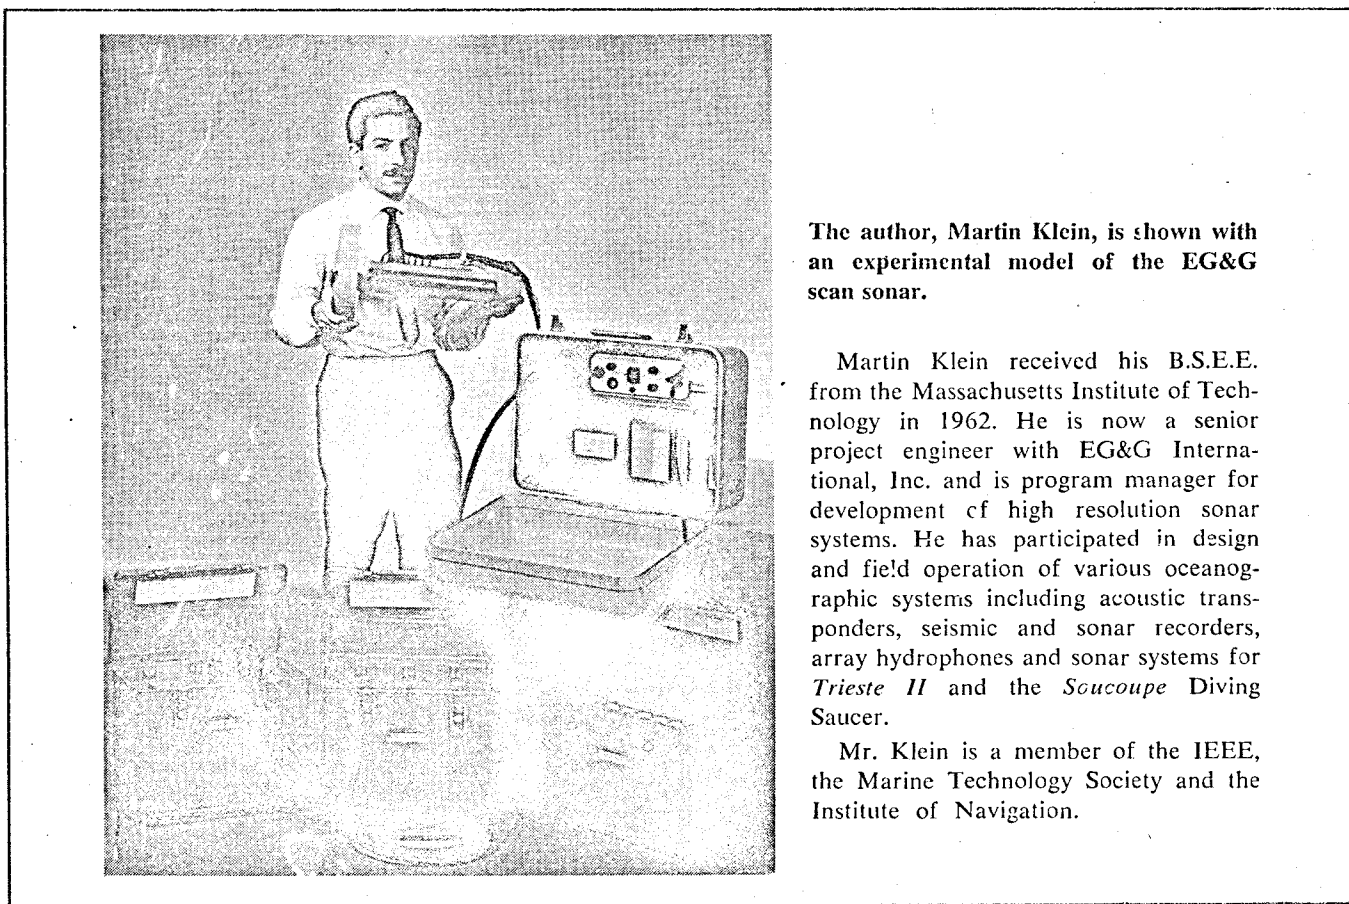 The author, Martin Klein, is shown with
an experimental model of the EG&G
scan sonar.
Martin Klein received his B.S.E.E.
from the Massachusetts Institute of Tech-
nology in 1962. He is now a senior
project engineer with EG&G Interna-
tional, Inc. and is program manager for
development of high resolution sonar
systems. He has participated in design
and field operation of various oceanog-
raphic systems including acoustic trans-
ponders, seismic and sonar recorders,
array hydrophones and sonar systems for
Trieste II and the Soucoupe Diving
Saucer.
Mr. Klein is a member of the IEEE,
the Marine Technology Society and the
Institute of Navigation.